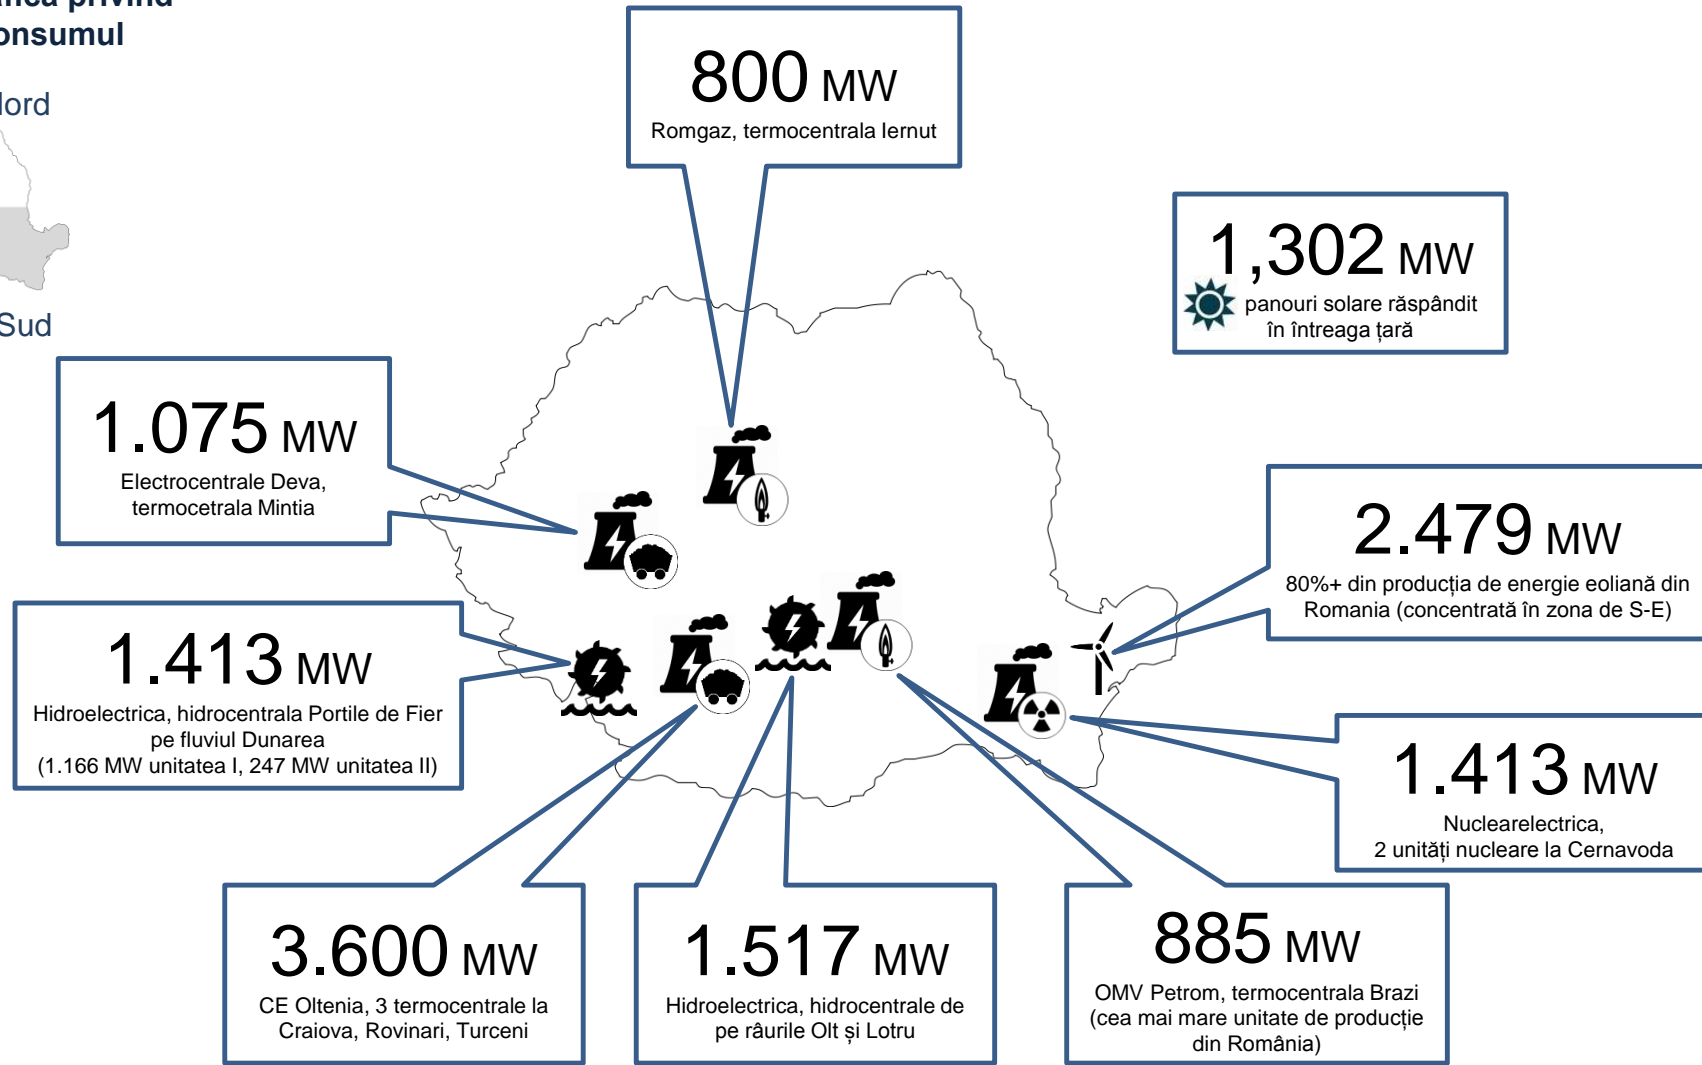 privind
onsumul
Nord
Sud
800 MW
Romgaz, termocentrala Iernut
1,302 MW
panouri solare răspândit
în întreaga țară
1.075 MW
Electrocentrale Deva,
termocetrala Mintia
2.479 MW
80%+ din producția de energie eoliană din
Romania (concentrată în zona de S-E)
1.413 MW
Hidroelectrica, hidrocentrala Portile de Fier
pe fluviul Dunarea
(1.166 MW unitatea I, 247 MW unitatea II)
1.413 MW
Nuclearelectrica,
2 unități nucleare la Cernavoda
3.600 MW
CE Oltenia, 3 termocentrale la
Craiova, Rovinari, Turceni
1.517 MW
Hidroelectrica, hidrocentrale de
pe râurile Olt și Lotru
885 MW
OMV Petrom, termocentrala Brazi
(cea mai mare unitate de producție
din România)